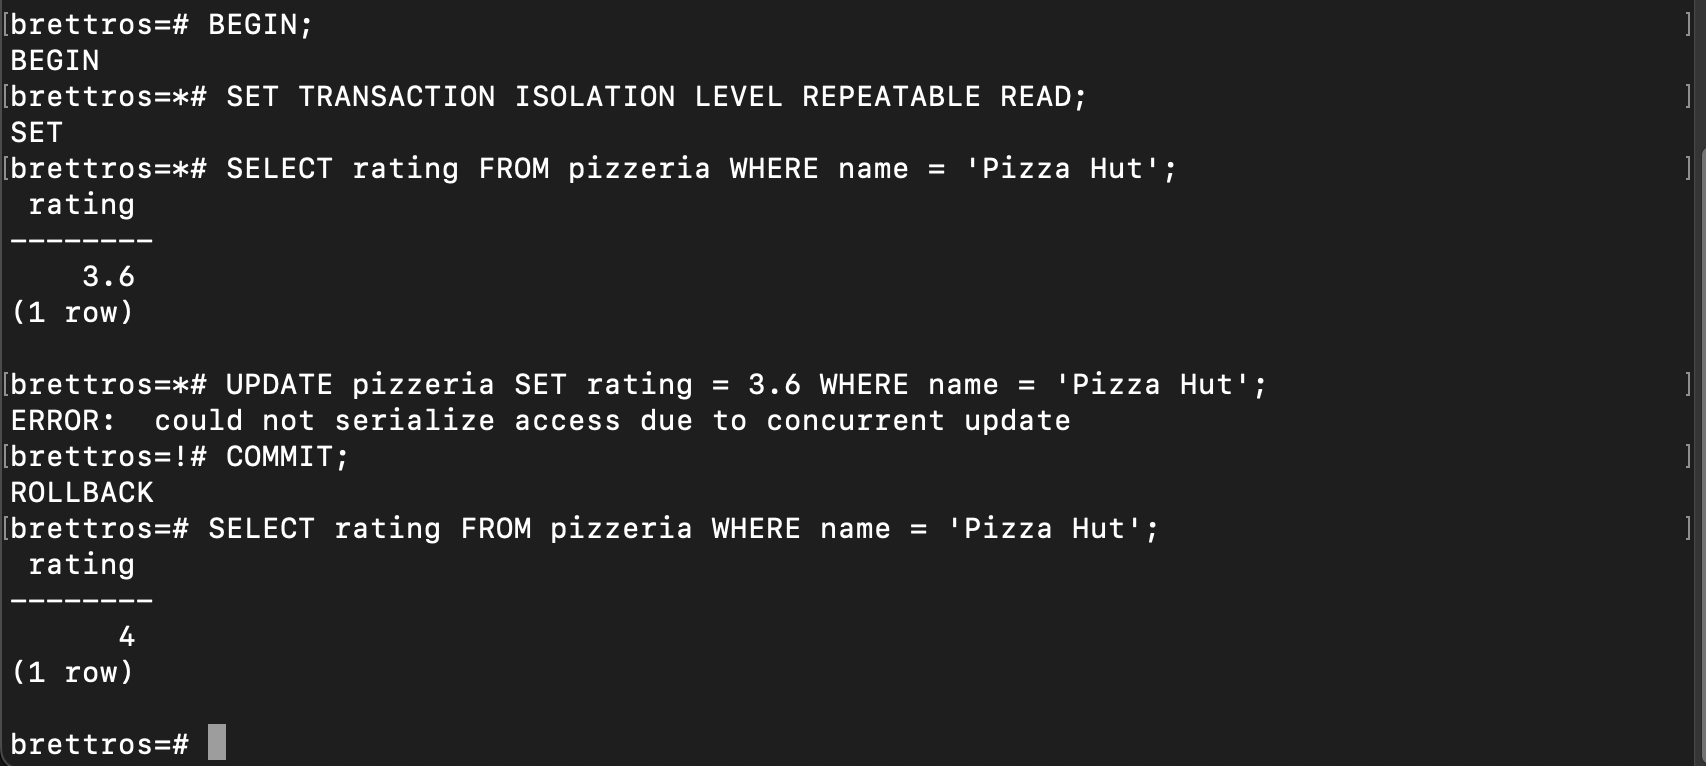 [brettros=# BEGIN; ]
BEGIN
[brettros=*# SET TRANSACTION ISOLATION LEVEL REPEATABLE READ; ]
SET
[brettros=*# SELECT rating FROM pizzeria WHERE name = 'Pizza Hut'; ]
rating
--------
3.6
(1 row)
[brettros=*# UPDATE pizzeria SET rating = 3.6 WHERE name = 'Pizza Hut'; ]
ERROR:  could not serialize access due to concurrent update
[brettros=!# COMMIT; ]
ROLLBACK
[brettros=# SELECT rating FROM pizzeria WHERE name = 'Pizza Hut'; ]
rating
--------
4
(1 row)
brettros=#